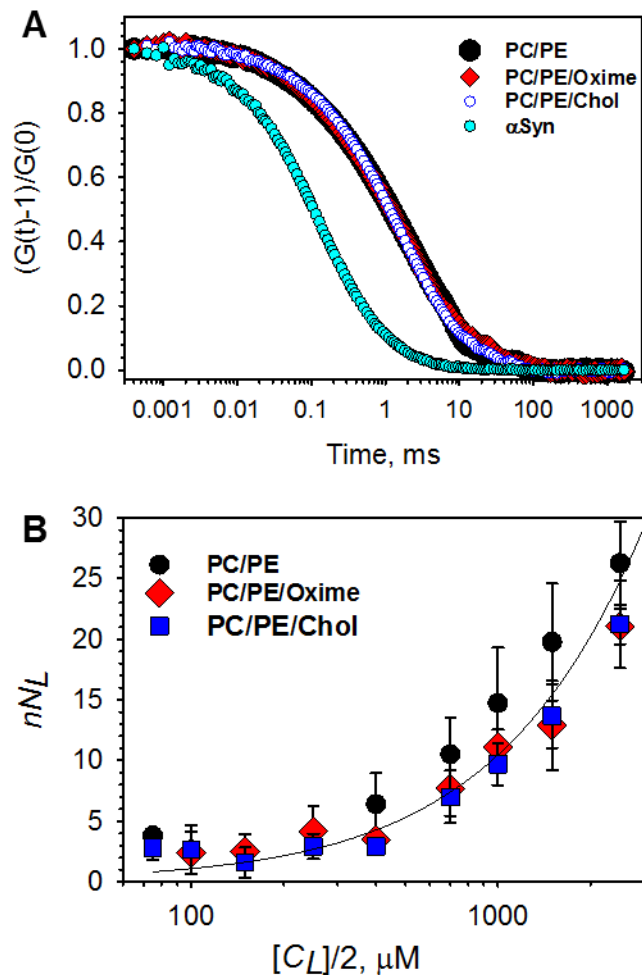 A
(G(t)-1)/G(0)
1.0
0.8
0.6
0.4
0.2
0.0
PC/PE
PC/PE/Oxime
PC/PE/Chol
αSyn
0.001 0.01 0.1 1 10 100 1000
Time, ms
B
nN_L
30
25
20
15
10
5
0
PC/PE
PC/PE/Oxime
PC/PE/Chol
100 1000
[C_L]/2, μM